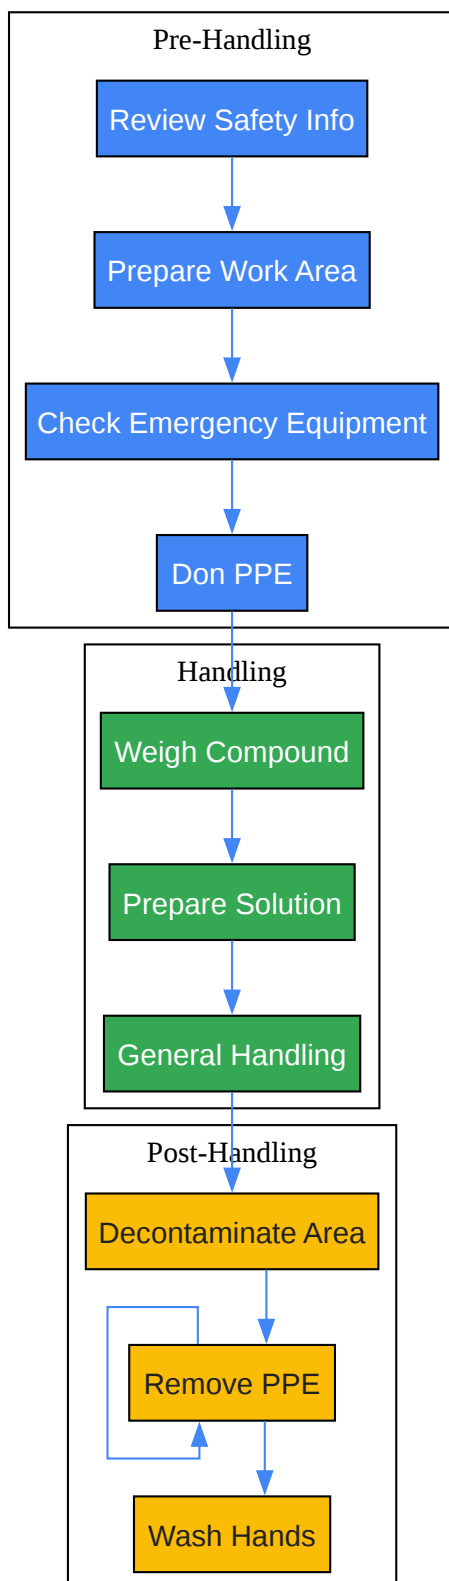 Pre-Handling
Review Safety Info
Prepare Work Area
Check Emergency Equipment
Don PPE
Handling
Weigh Compound
Prepare Solution
General Handling
Post-Handling
Decontaminate Area
Remove PPE
Wash Hands